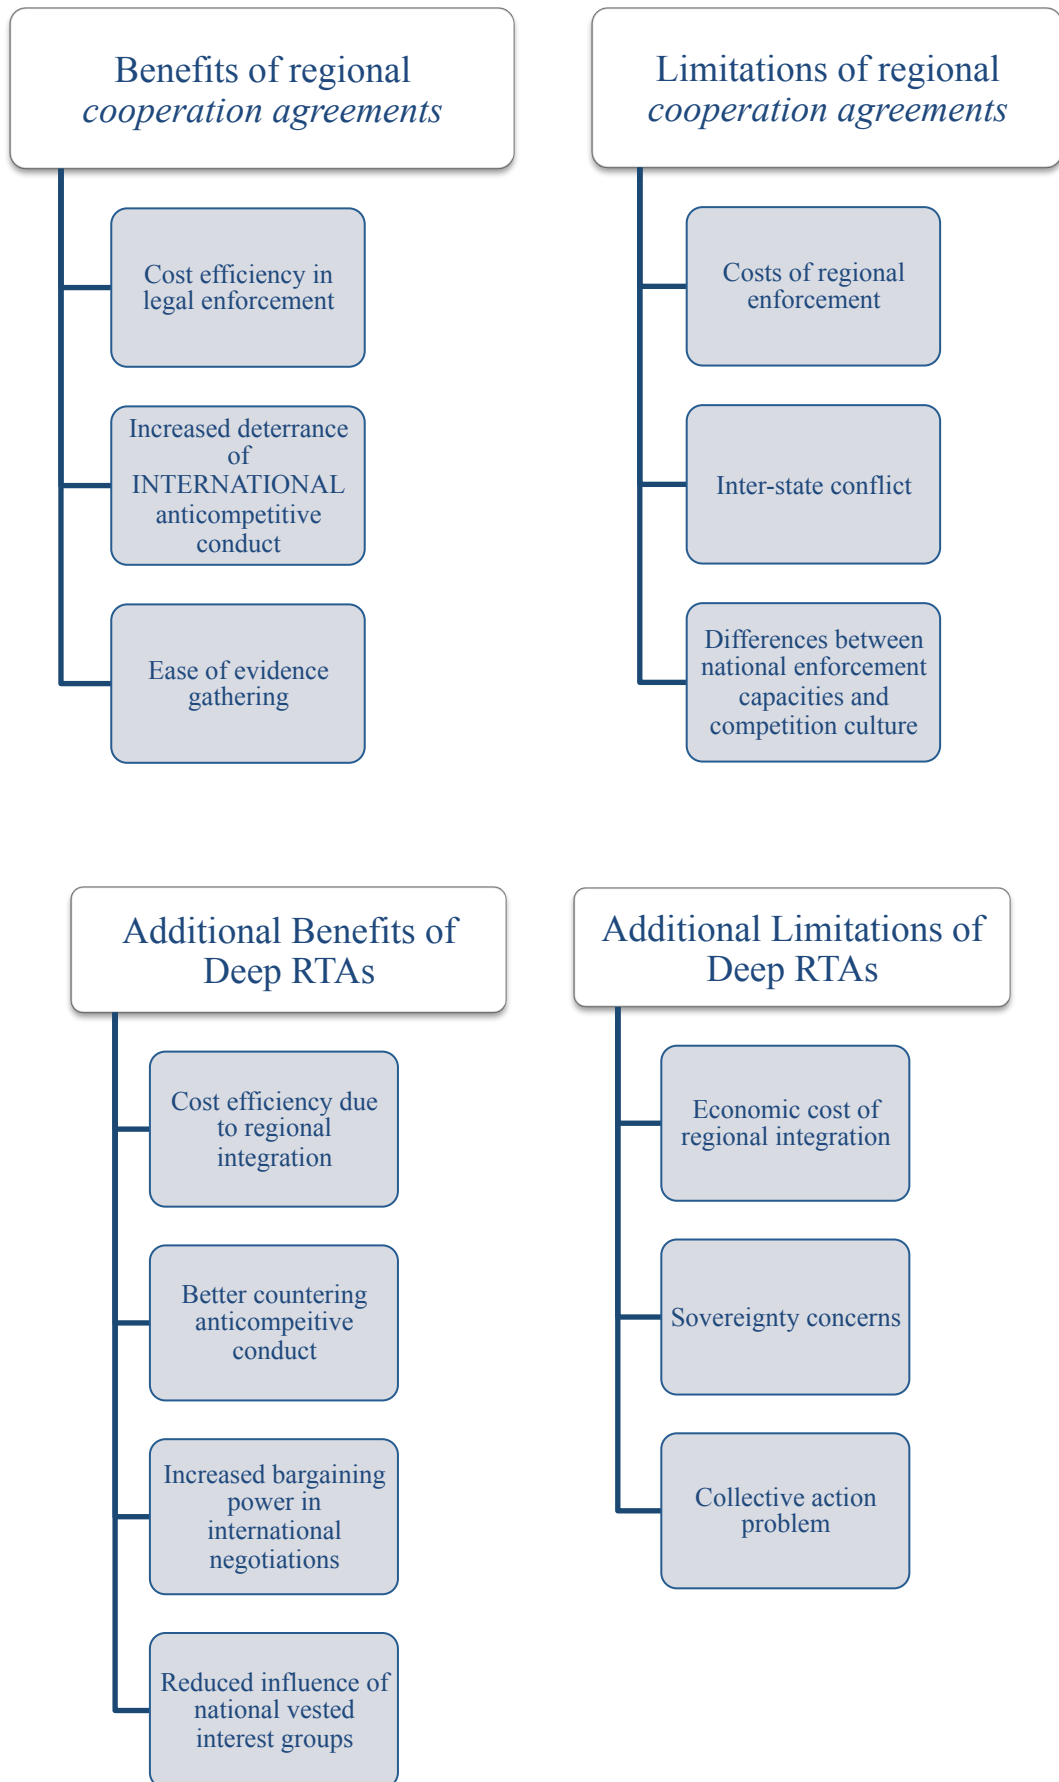 Benefits of regional
cooperation agreements
Cost efficiency in
legal enforcement
Increased deterrance
of
INTERNATIONAL
anticompetitive
conduct
Ease of evidence
gathering
Limitations of regional
cooperation agreements
Costs of regional
enforcement
Inter-state conflict
Differences between
national enforcement
capacities and
competition culture
Additional Benefits of
Deep RTAs
Cost efficiency due
to regional
integration
Better countering
anticompeitive
conduct
Increased bargaining
power in
international
negotiations
Reduced influence of
national vested
interest groups
Additional Limitations of
Deep RTAs
Economic cost of
regional integration
Sovereignty concerns
Collective action
problem